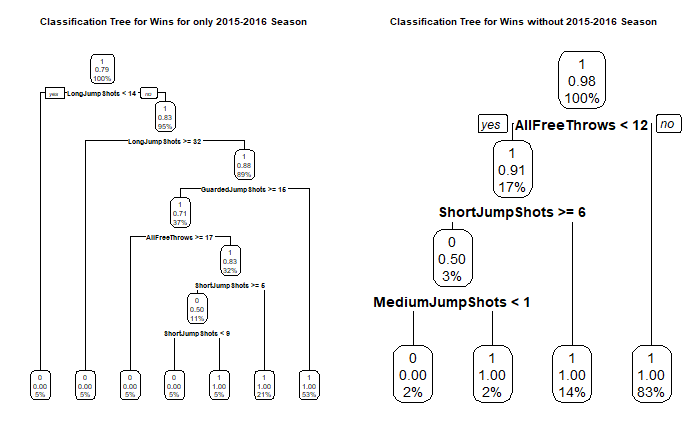 Classification Tree for Wins for only 2015-2016 Season
1
0.79
100%
yes LongJumpShots < 14 no
1
0.83
95%
LongJumpShots >= 32
1
0.88
89%
GuardedJumpShots >= 15
1
0.71
37%
AllFreeThrows >= 17
1
0.83
32%
ShortJumpShots >= 5
0
0.50
11%
ShortJumpShots < 9
0 0 0 0 1 1 1
0.00 0.00 0.00 0.00 1.00 1.00 1.00
5% 5% 5% 5% 5% 21% 53%
Classification Tree for Wins without 2015-2016 Season
1
0.98
100%
yes AllFreeThrows < 12 no
1
0.91
17%
ShortJumpShots >= 6
0
0.50
3%
MediumJumpShots < 1
0 1 1 1
0.00 1.00 1.00 1.00
2% 2% 14% 83%